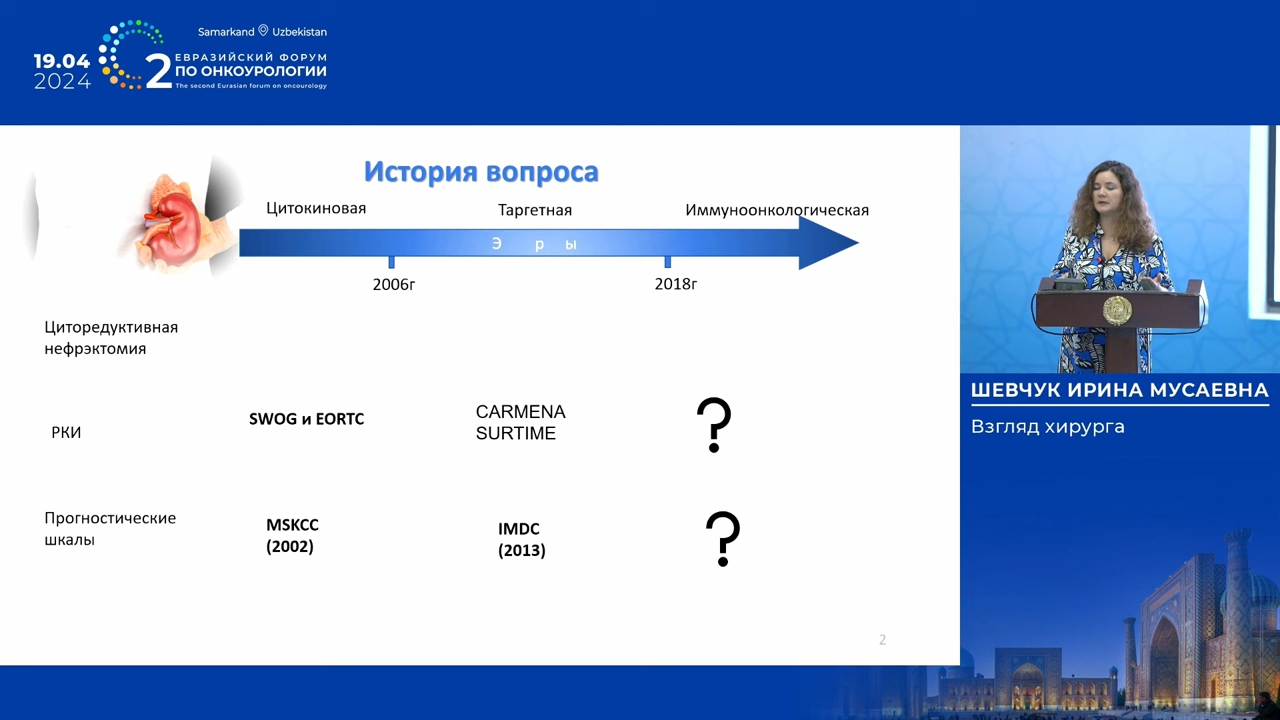 Samarkand Uzbekistan
19.04
2024
2
ЕВРАЗИЙСКИЙ ФОРУМ
ПО ОНКОУРОЛОГИИ
The second Eurasian forum on oncourology
История вопроса
Цитокиновая
Таргетная
Иммуноонкологическая
Э р ы
2006г
2018г
Циторедуктивная
нефрэктомия
РКИ
SWOG и EORTC
CARMENA
SURTIME
?
Прогностические
шкалы
MSKCC
(2002)
IMDC
(2013)
?
2
ШЕВЧУК ИРИНА МУСАЕВНА
Взгляд хирурга